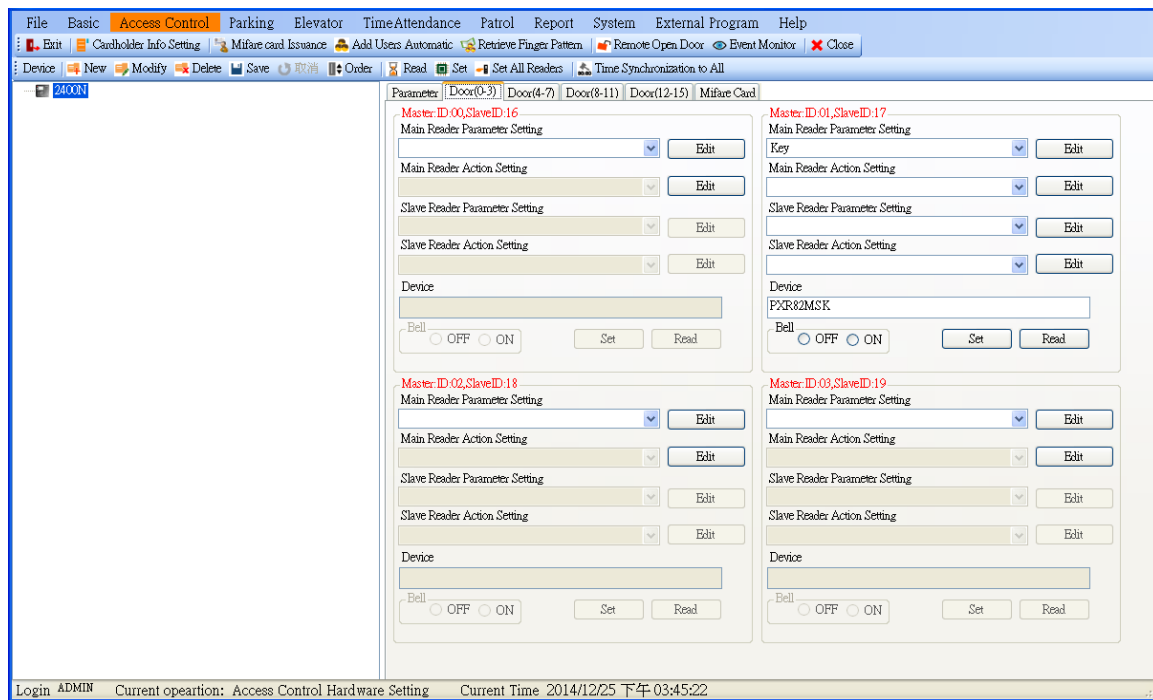 File Basic Access Control Parking Elevator TimeAttendance Patrol Report System External Program Help
Exit Cardholder Info Setting Mifare card Issuance Add Users Automatic Retrieve Finger Pattern Remote Open Door Event Monitor Close
Device New Modify Delete Save 取消 Order Read Set Set All Readers Time Synchronization to All
2400N
Parameter Door(0-3) Door(4-7) Door(8-11) Door(12-15) Mifare Card
Master:ID:00,SlaveID:16
Main Reader Parameter Setting
Edit
Main Reader Action Setting
Edit
Slave Reader Parameter Setting
Edit
Slave Reader Action Setting
Edit
Device
Bell
OFF ON Set Read
Master:ID:01,SlaveID:17
Main Reader Parameter Setting
Key Edit
Main Reader Action Setting
Edit
Slave Reader Parameter Setting
Edit
Slave Reader Action Setting
Edit
Device
PXR82MSK
Bell
OFF ON Set Read
Master:ID:02,SlaveID:18
Main Reader Parameter Setting
Edit
Main Reader Action Setting
Edit
Slave Reader Parameter Setting
Edit
Slave Reader Action Setting
Edit
Device
Bell
OFF ON Set Read
Master:ID:03,SlaveID:19
Main Reader Parameter Setting
Edit
Main Reader Action Setting
Edit
Slave Reader Parameter Setting
Edit
Slave Reader Action Setting
Edit
Device
Bell
OFF ON Set Read
Login ADMIN Current opeartion: Access Control Hardware Setting Current Time 2014/12/25 下午 03:45:22